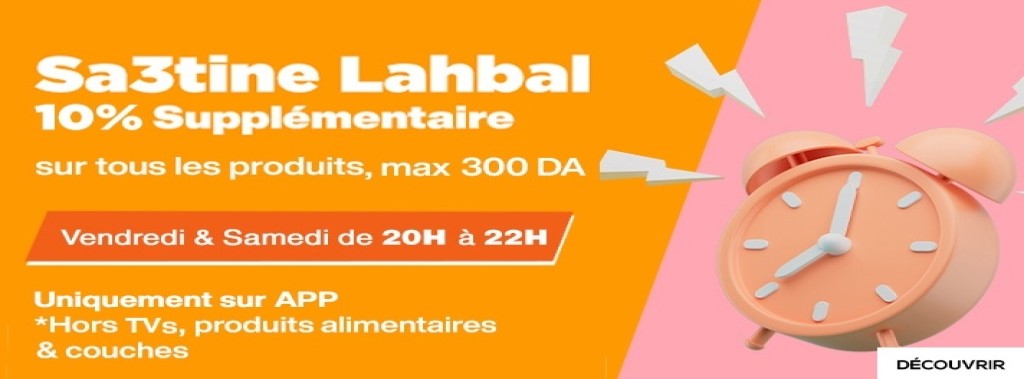 Sa3tine Lahbal
10% Supplémentaire
sur tous les produits, max 300 DA
Vendredi & Samedi de 20H à 22H
Uniquement sur APP
*Hors TVs, produits alimentaires
& couches
DÉCOUVRIR